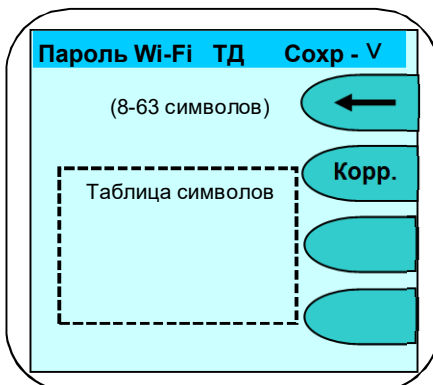 Пароль Wi-Fi ТД Сохр - V
(8-63 символов)
Корр.
Таблица символов